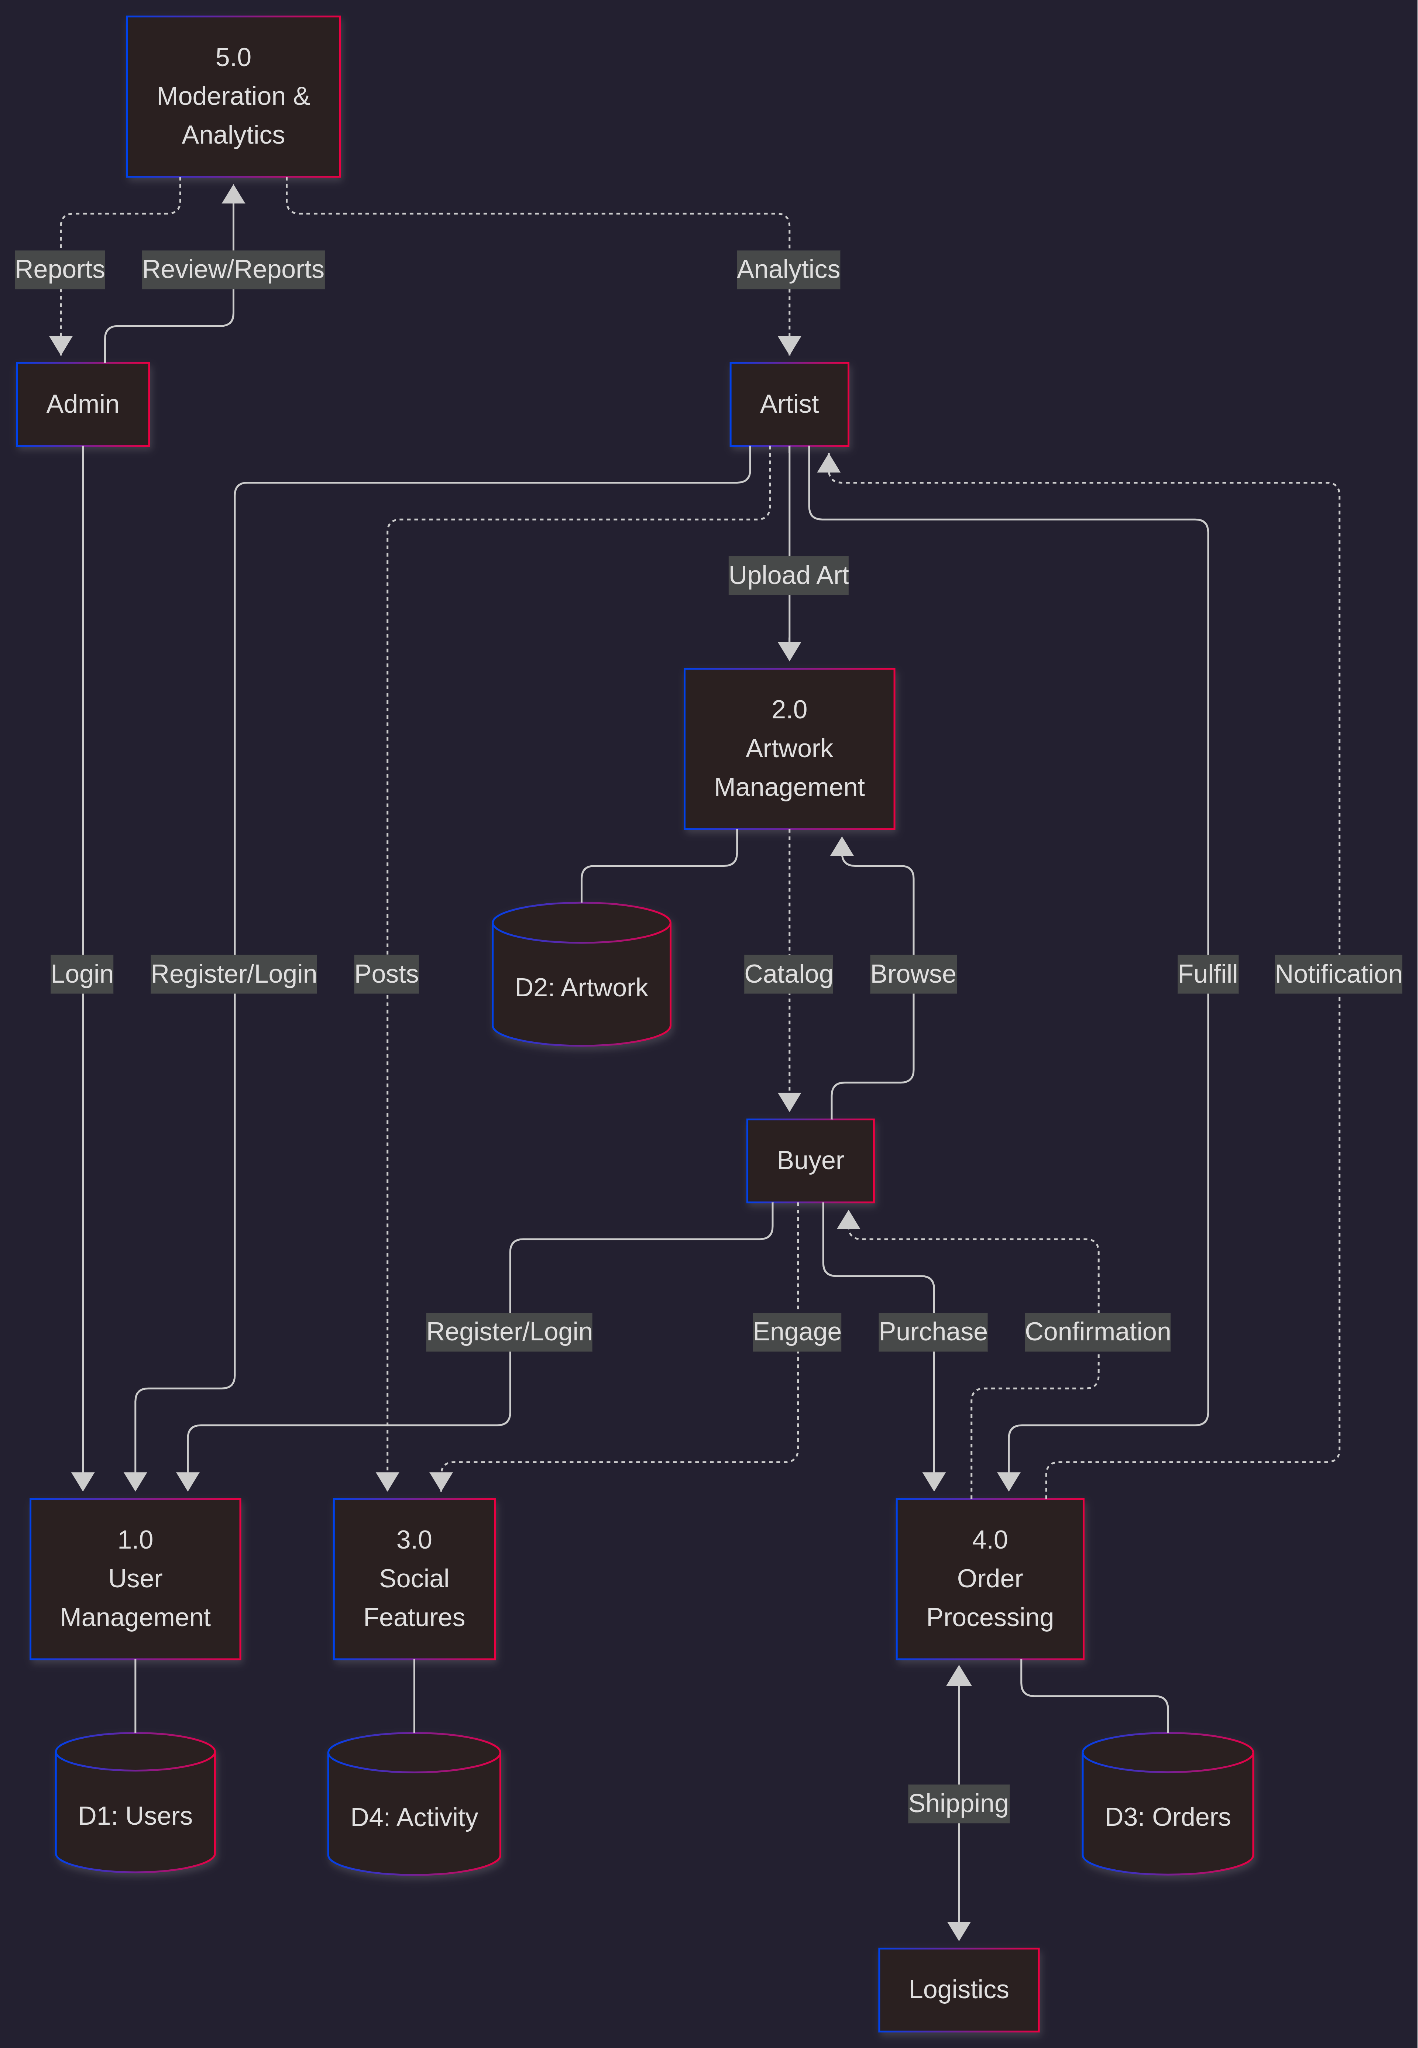 5.0
Moderation &
Analytics
Reports
Review/Reports
Analytics
Admin
Artist
Upload Art
2.0
Artwork
Management
Login
Register/Login
Posts
D2: Artwork
Catalog
Browse
Fulfill
Notification
Buyer
Register/Login
Engage
Purchase
Confirmation
1.0
User
Management
3.0
Social
Features
4.0
Order
Processing
D1: Users
D4: Activity
Shipping
D3: Orders
Logistics